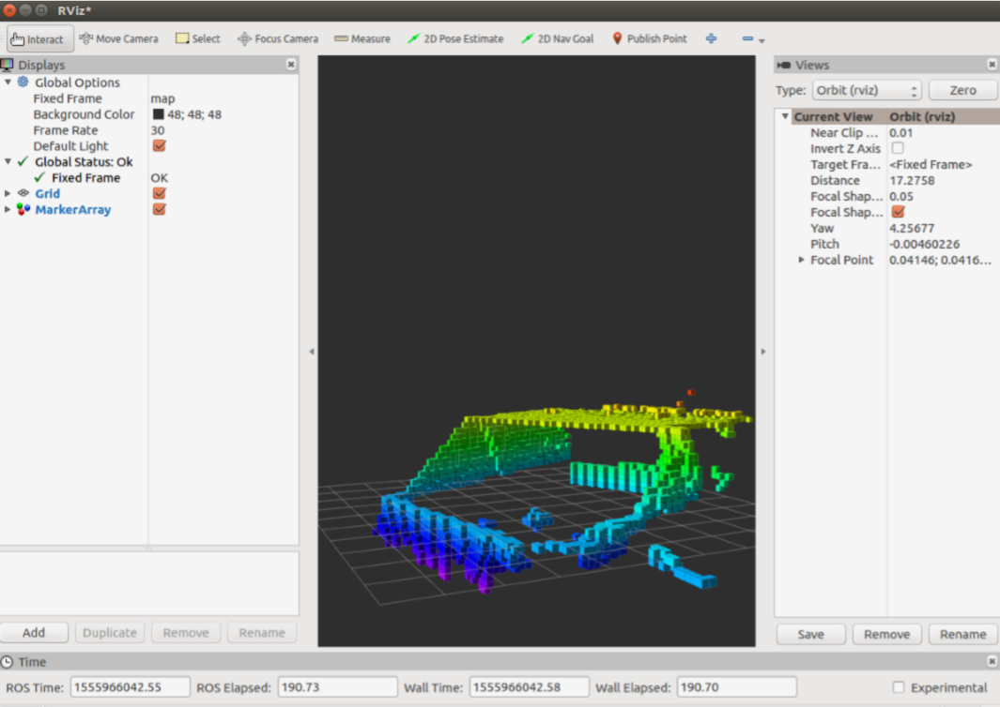 RViz*
Interact Move Camera Select Focus Camera Measure 2D Pose Estimate 2D Nav Goal Publish Point
Displays
Global Options
Fixed Frame map
Background Color 48; 48; 48
Frame Rate 30
Default Light
Global Status: Ok
Fixed Frame OK
Grid
MarkerArray
Add Duplicate Remove Rename
Views
Type: Orbit (rviz) Zero
Current View Orbit (rviz)
Near Clip ... 0.01
Invert Z Axis
Target Fra... <Fixed Frame>
Distance 17.2758
Focal Shap... 0.05
Focal Shap...
Yaw 4.25677
Pitch -0.00460226
Focal Point 0.04146; 0.0416...
Save Remove Rename
Time
ROS Time: 1555966042.55 ROS Elapsed: 190.73 Wall Time: 1555966042.58 Wall Elapsed: 190.70 Experimental